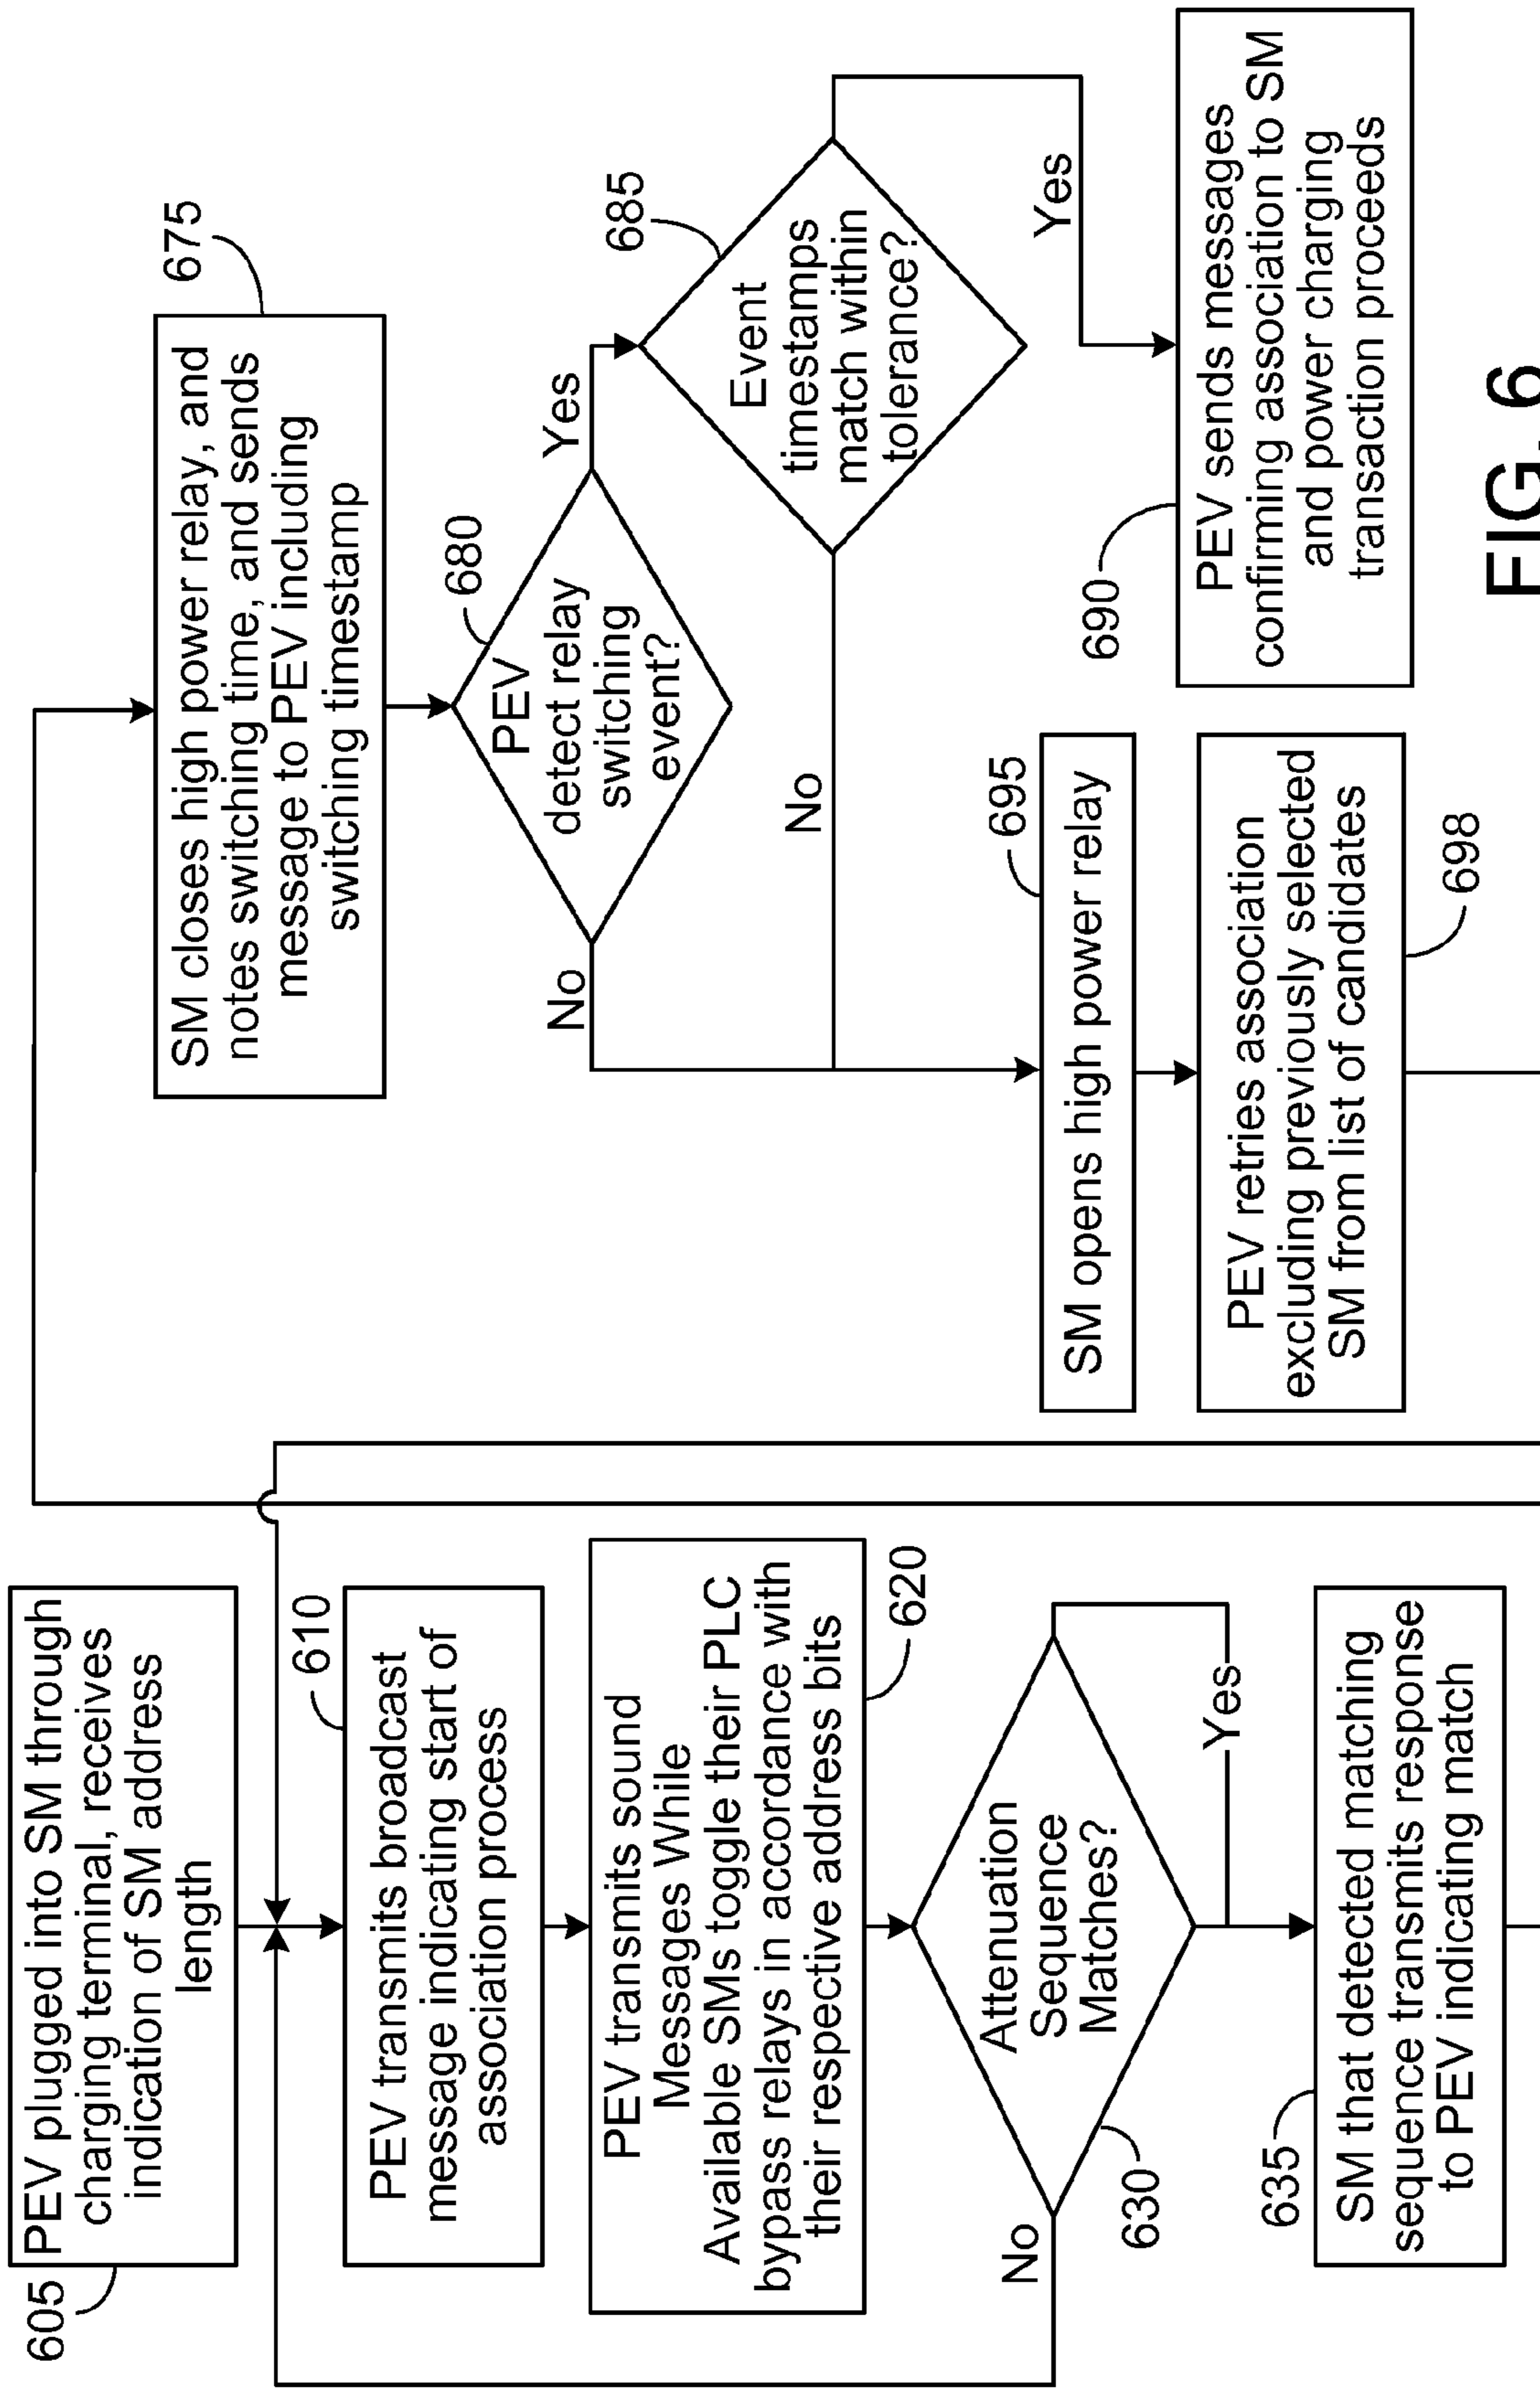 605
PEV plugged into SM through
charging terminal, receives
indication of SM address
length
610
PEV transmits broadcast
message indicating start of
association process
PEV transmits sound
Messages While
Available SMs toggle their PLC
bypass relays in accordance with
their respective address bits
620
Attenuation
Sequence
Matches?
No
Yes
630
635
SM that detected matching
sequence transmits response
to PEV indicating match
675
SM closes high power relay, and
notes switching time, and sends
message to PEV including
switching timestamp
680
PEV
detect relay
switching
event?
No
Yes
685
Event
timestamps
match within
tolerance?
No
Yes
690
PEV sends messages
confirming association to SM
and power charging
transaction proceeds
695
SM opens high power relay
PEV retries association
excluding previously selected
SM from list of candidates
698
FIG. 6